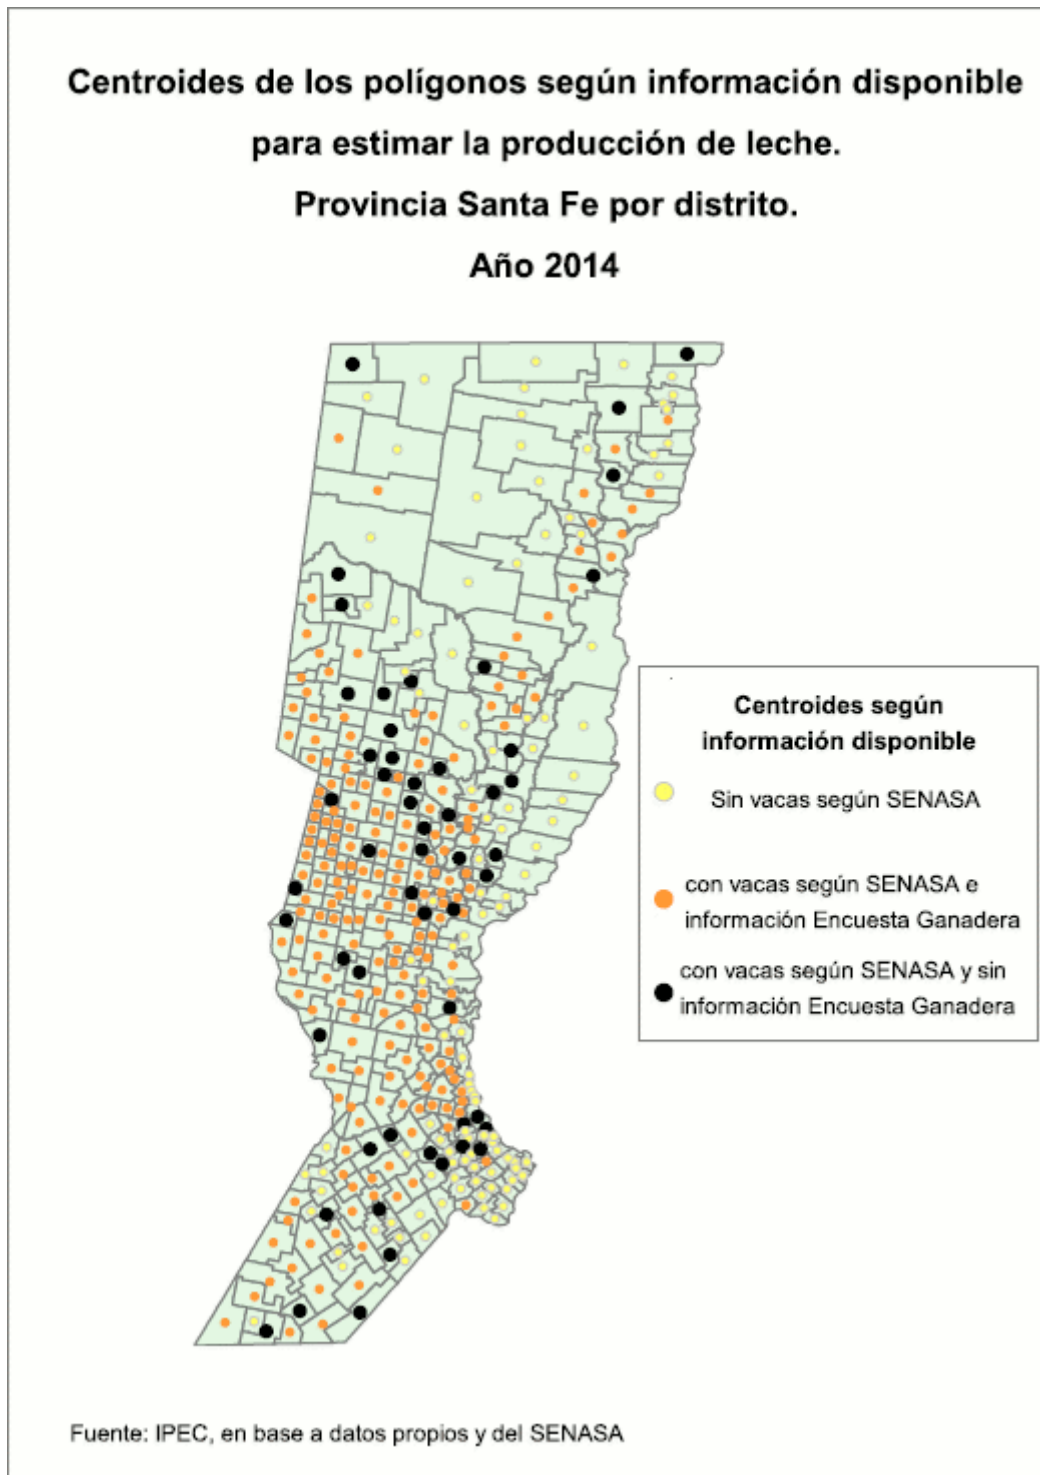 Centroides de los polígonos según información disponible
para estimar la producción de leche.
Provincia Santa Fe por distrito.
Año 2014
Centroides según
información disponible
Sin vacas según SENASA
con vacas según SENASA e
información Encuesta Ganadera
con vacas según SENASA y sin
información Encuesta Ganadera
Fuente: IPEC, en base a datos propios y del SENASA